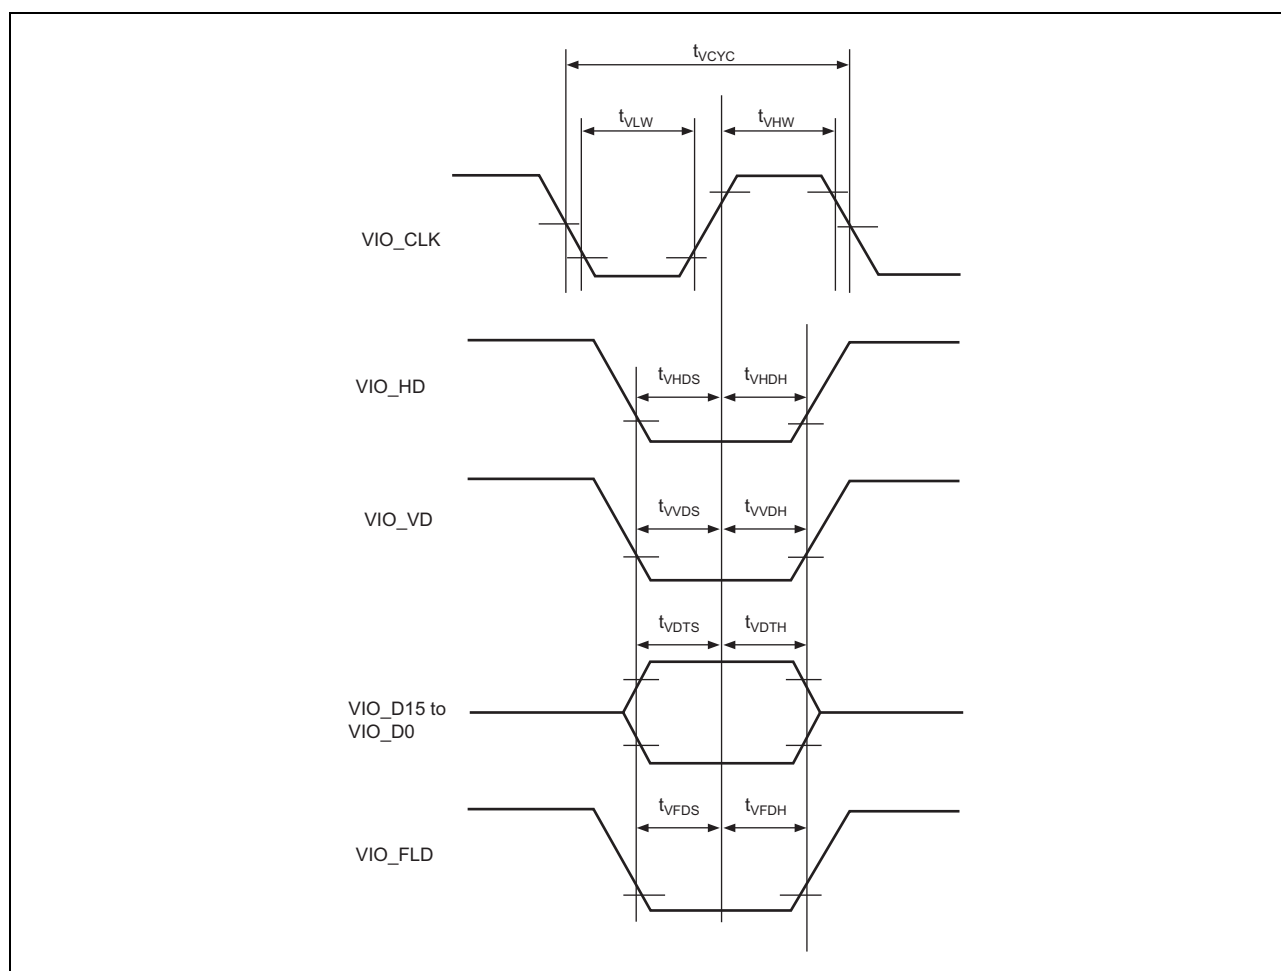 tVCYC
tVLW
tVHW
VIO_CLK
tVHDS
tVHDH
VIO_HD
tVVDS
tVVDH
VIO_VD
tVDTS
tVDTH
VIO_D15 to
VIO_D0
tVFDS
tVFDH
VIO_FLD